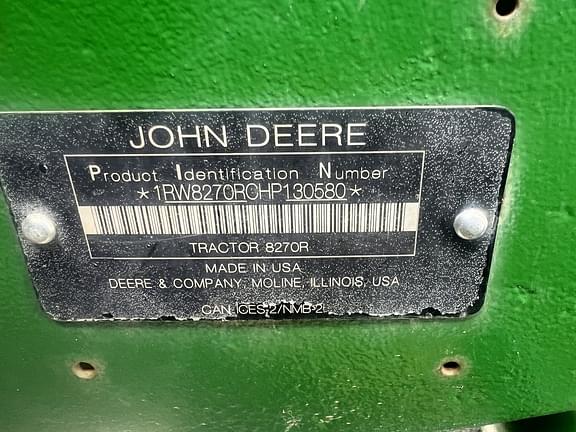 JOHN DEERE
Product Identification Number
*1RW8270RCHP130580*
TRACTOR 8270R
MADE IN USA
DEERE & COMPANY, MOLINE, ILLINOIS, USA
CAN ICES-2/NMB-2